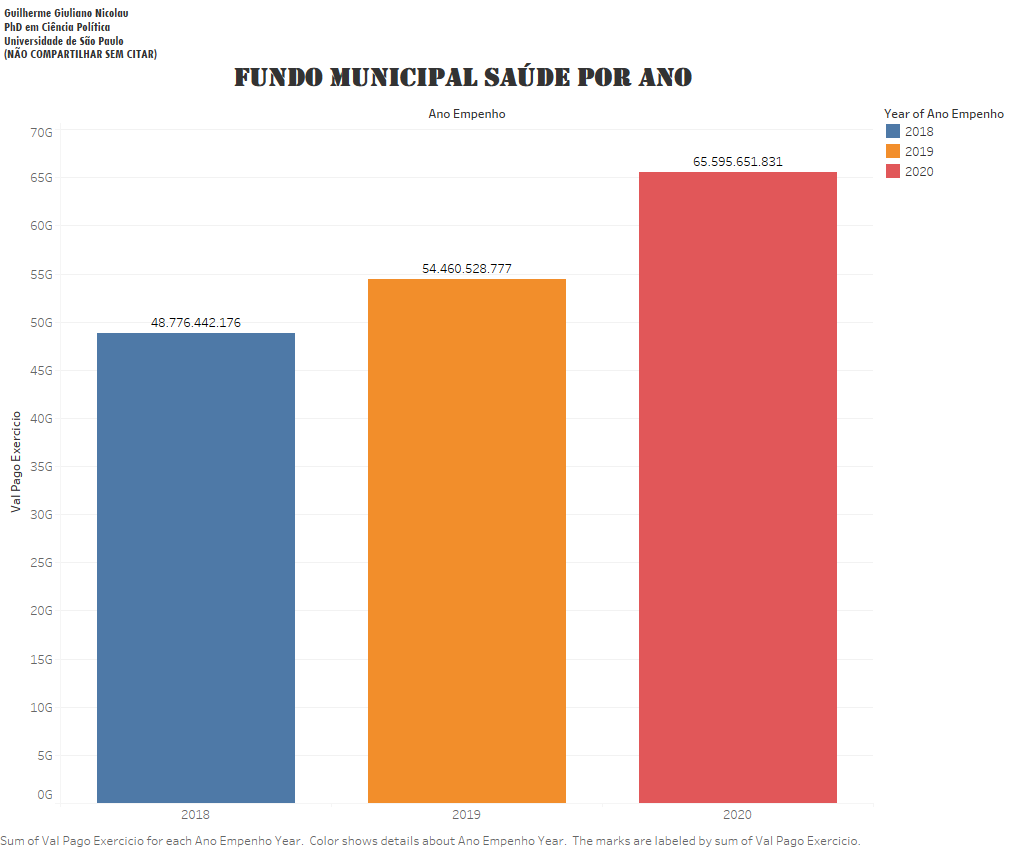 Guilherme Giuliano Nicolau
PhD em Ciência Política
Universidade de São Paulo
(NÃO COMPARTILHAR SEM CITAR)
FUNDO MUNICIPAL SAÚDE POR ANO
Ano Empenho
Year of Ano Empenho
2018
2019
2020
70G
65G
60G
55G
50G
45G
40G
35G
30G
25G
20G
15G
10G
5G
0G
Val Pago Exercicio
48.776.442.176
54.460.528.777
65.595.651.831
2018
2019
2020
Sum of Val Pago Exercicio for each Ano Empenho Year.  Color shows details about Ano Empenho Year.  The marks are labeled by sum of Val Pago Exercicio.